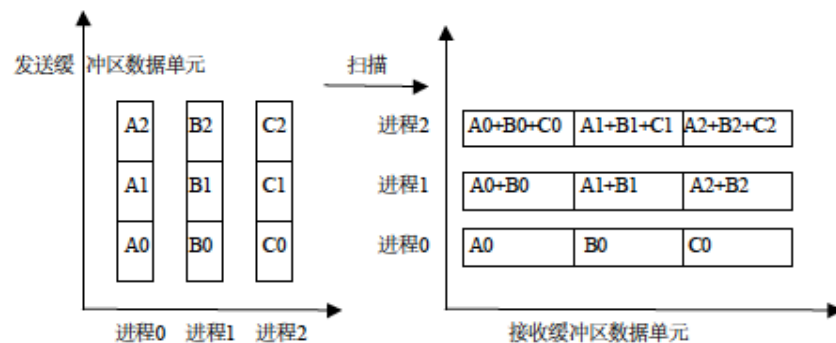 发送缓冲区数据单元
扫描
A2 B2 C2
A1 B1 C1
A0 B0 C0
进程0 进程1 进程2
进程2 A0+B0+C0 A1+B1+C1 A2+B2+C2
进程1 A0+B0 A1+B1 A2+B2
进程0 A0 B0 C0
接收缓冲区数据单元